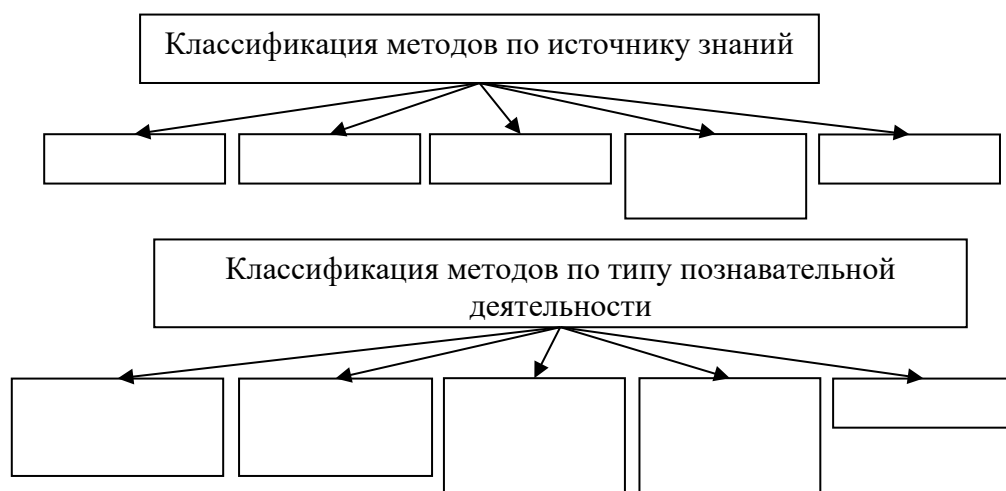 Классификация методов по источнику знаний
Классификация методов по типу познавательной
деятельности